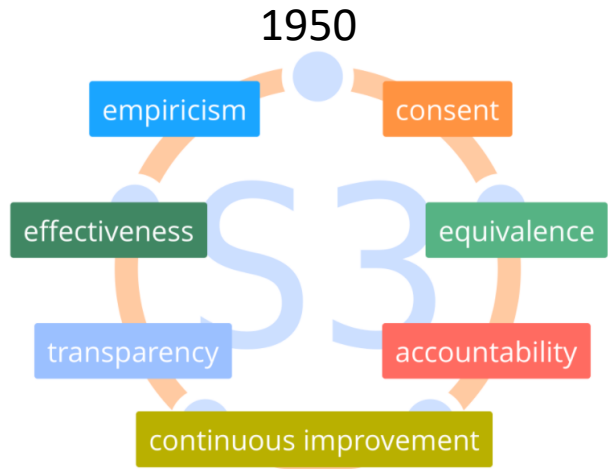 1950
empiricism
consent
S3
effectiveness
equivalence
transparency
accountability
continuous improvement